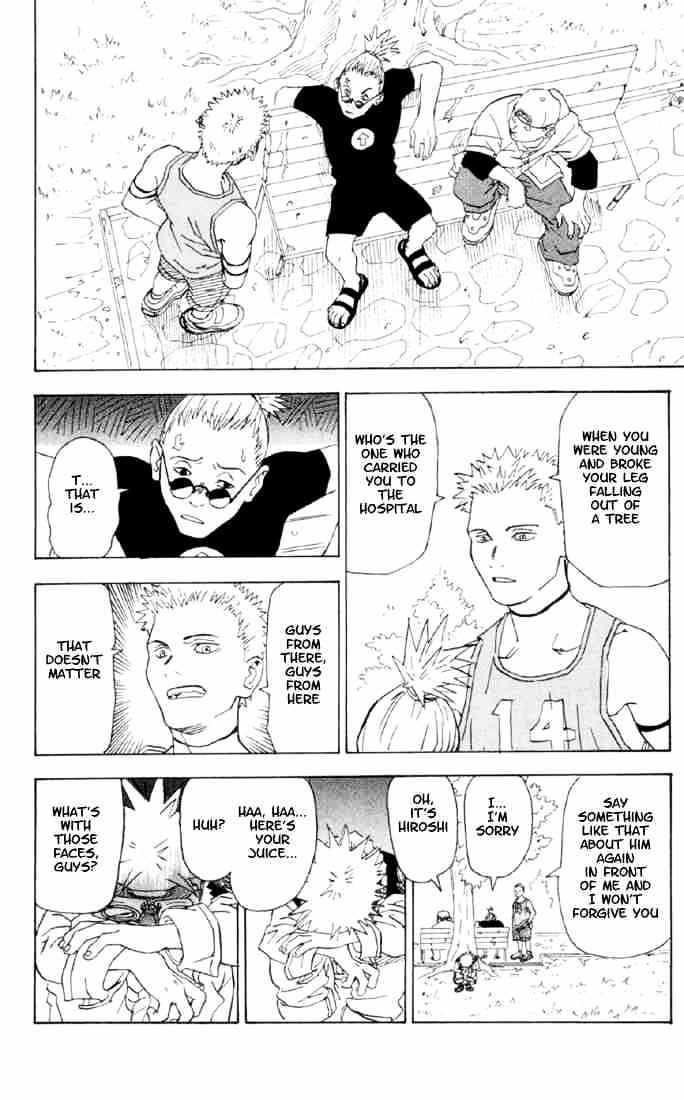 WHEN YOU
WERE YOUNG
AND BROKE
YOUR LEG
FALLING
OUT OF
A TREE
WHO'S THE
ONE WHO
CARRIED
YOU TO
THE
HOSPITAL
14
T...
THAT
IS...
GUYS
FROM
THERE,
GUYS
FROM
HERE
THAT
DOESN'T
MATTER
SAY
SOMETHING
LIKE THAT
ABOUT HIM
AGAIN
IN FRONT
OF ME AND
I WON'T
FORGIVE YOU
I...
I'M
SORRY
OH,
IT'S
HIROSHI
HAA, HAA...
HERE'S
YOUR
JUICE...
HUH?
WHAT'S
WITH
THOSE
FACES,
GUYS?